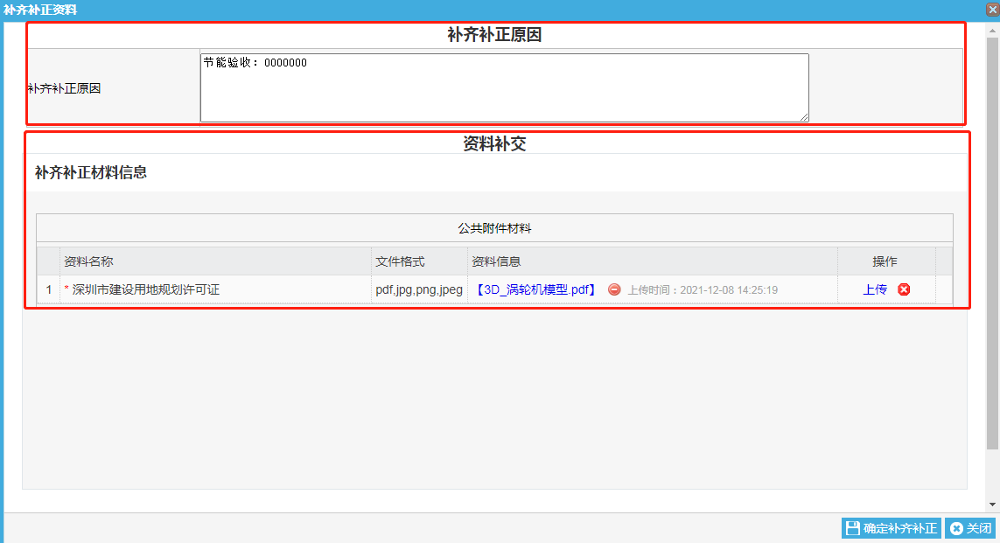 补齐补正资料
补齐补正原因
补齐补正原因
节能验收：0000000
资料补交
补齐补正材料信息
公共附件材料
资料名称 文件格式 资料信息 操作
1 * 深圳市建设用地规划许可证 pdf,jpg,png,jpeg 【3D_涡轮机模型.pdf】 上传时间：2021-12-08 14:25:19 上传
确定补齐补正 关闭